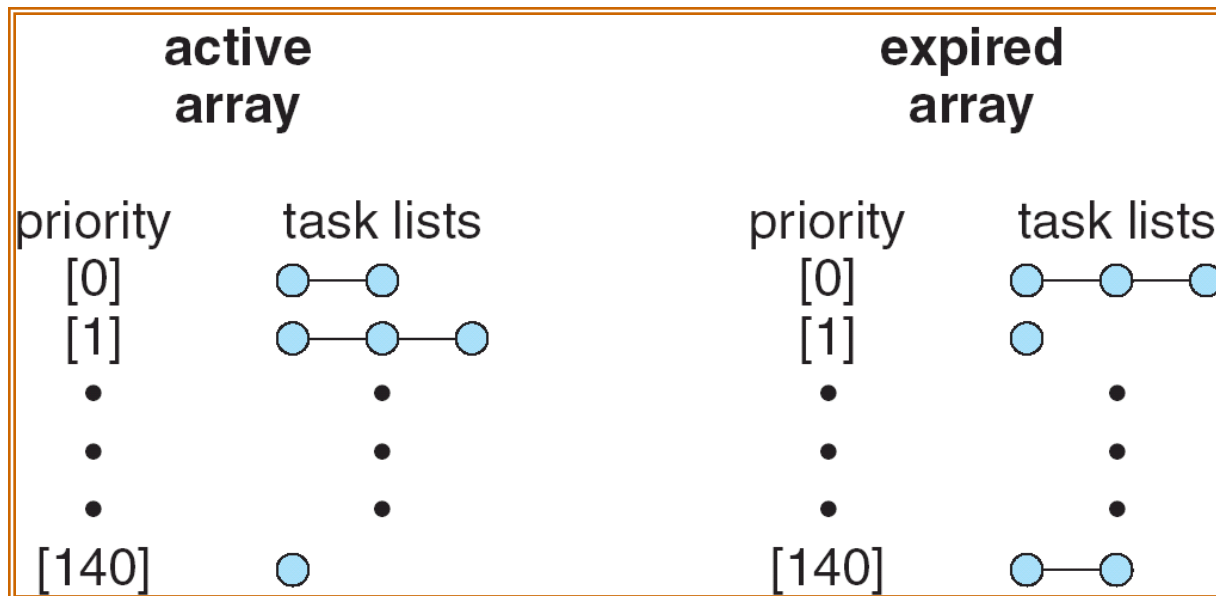 active
array
expired
array
priority task lists
[0]
[1]
[140]
priority task lists
[0]
[1]
[140]